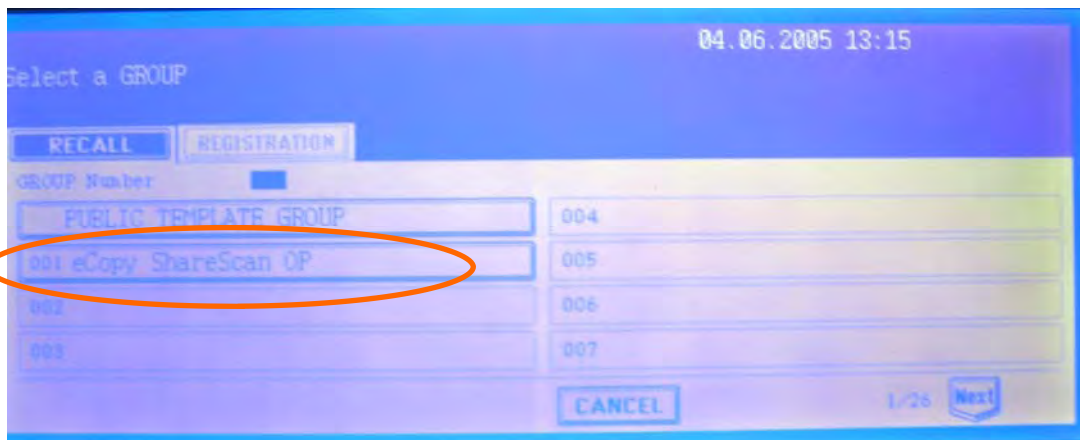 04.06.2005 13:15
Select a GROUP
RECALL REGISTRATION
GROUP Number
PUBLIC TEMPLATE GROUP
001 eCopy ShareScan OP
002
003
004
005
006
007
CANCEL 1/26 Next